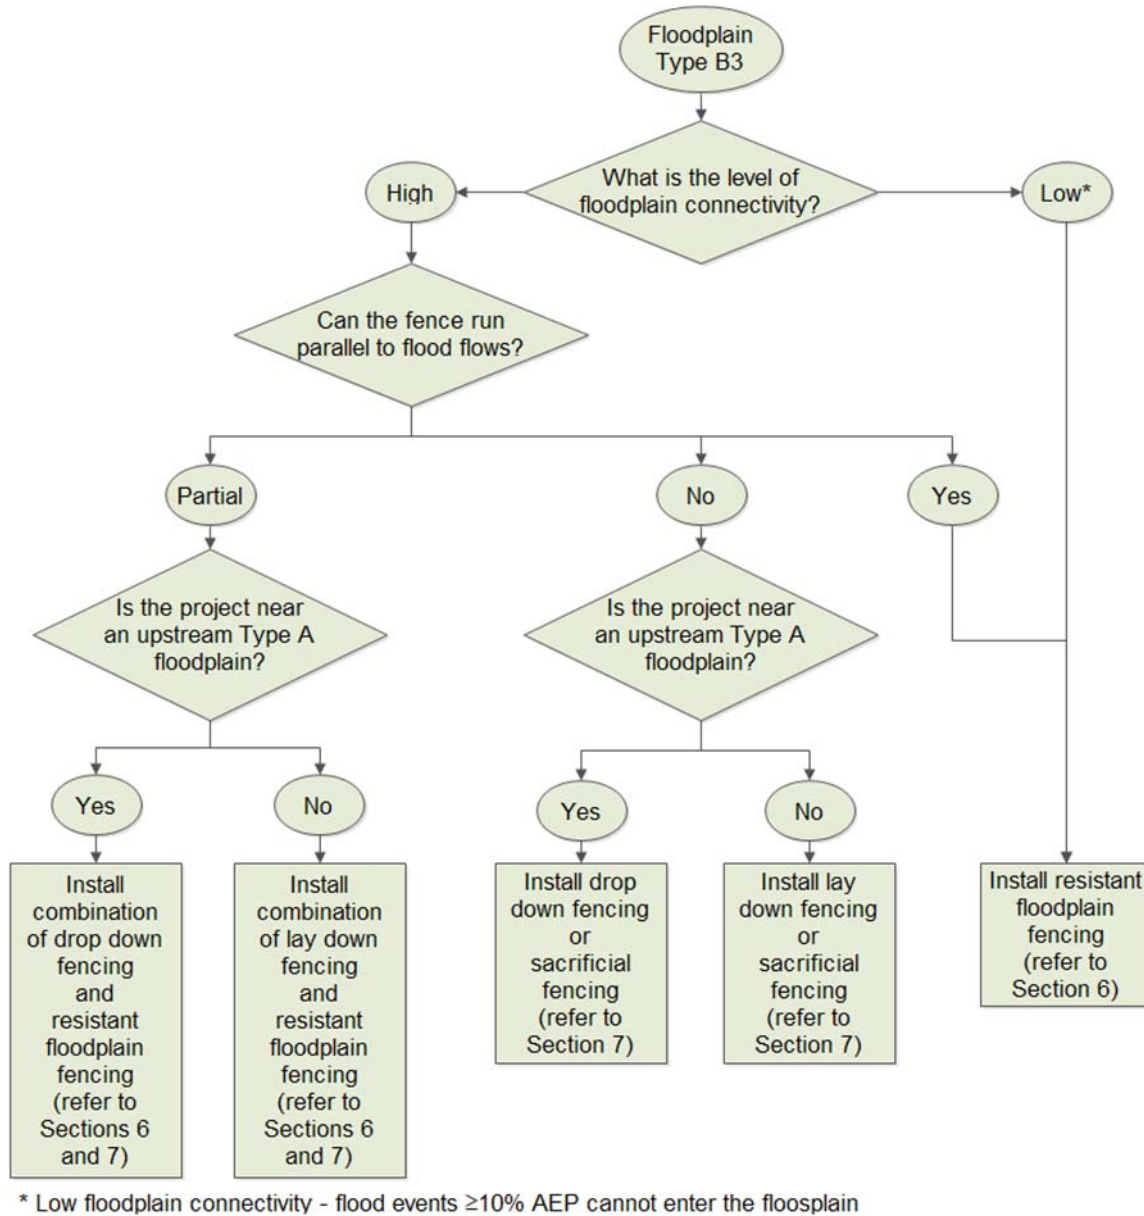 Floodplain
Type B3
What is the level of
floodplain connectivity?
High
Low*
Can the fence run
parallel to flood flows?
Partial
No
Yes
Is the project near
an upstream Type A
floodplain?
Is the project near
an upstream Type A
floodplain?
Yes
No
Yes
No
Install
combination
of drop down
fencing
and
resistant
floodplain
fencing
(refer to
Sections 6
and 7)
Install
combination
of lay down
fencing
and
resistant
floodplain
fencing
(refer to
Sections 6
and 7)
Install drop
down fencing
or
sacrificial
fencing
(refer to
Section 7)
Install lay
down fencing
or
sacrificial
fencing
(refer to
Section 7)
Install resistant
floodplain
fencing
(refer to
Section 6)
* Low floodplain connectivity - flood events ≥10% AEP cannot enter the floosplain